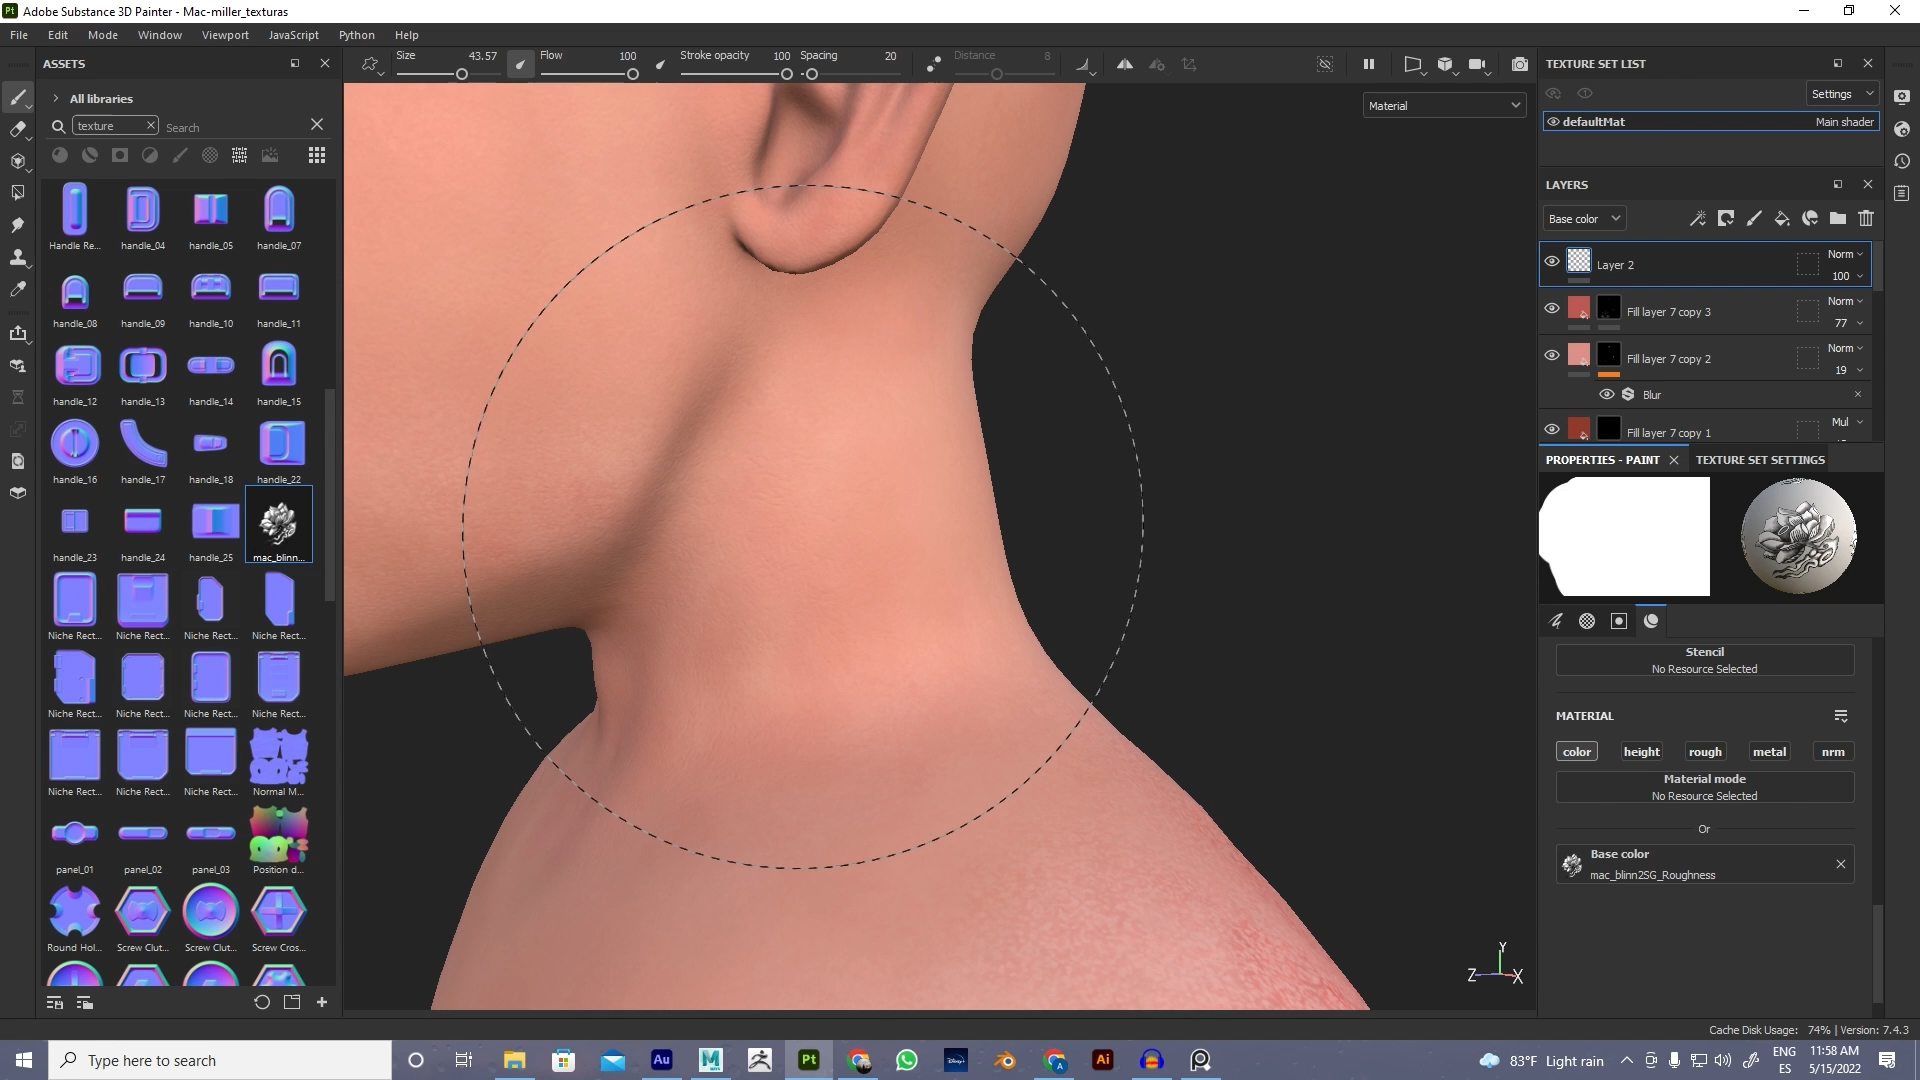 Adobe Substance 3D Painter - Mac-miller_texturas
File Edit Mode Window Viewport JavaScript Python Help
ASSETS
Size 43.57
Flow 100
Stroke opacity 100
Spacing 20
Distance 8
All libraries
texture Search
Handle Re... handle_04 handle_05 handle_07
handle_08 handle_09 handle_10 handle_11
handle_12 handle_13 handle_14 handle_15
handle_16 handle_17 handle_18 handle_22
handle_23 handle_24 handle_25 mac_blinn...
Niche Rect... Niche Rect... Niche Rect... Niche Rect...
Niche Rect... Niche Rect... Niche Rect... Niche Rect...
Niche Rect... Niche Rect... Niche Rect... Normal M...
panel_01 panel_02 panel_03 Position d...
Round Hol... Screw Clut... Screw Clut... Screw Cros...
Material
Y
Z X
TEXTURE SET LIST
Settings
defaultMat Main shader
LAYERS
Base color
Layer 2 Norm 100
Fill layer 7 copy 3 Norm 77
Fill layer 7 copy 2 Norm 19
Blur
Fill layer 7 copy 1 Mul
PROPERTIES - PAINT TEXTURE SET SETTINGS
Stencil
No Resource Selected
MATERIAL
color height rough metal nrm
Material mode
No Resource Selected
Or
Base color
mac_blinn2SG_Roughness
Cache Disk Usage: 74% | Version: 7.4.3
Type here to search
Au
Pt
Ai
83°F Light rain
ENG
ES
11:58 AM
5/15/2022